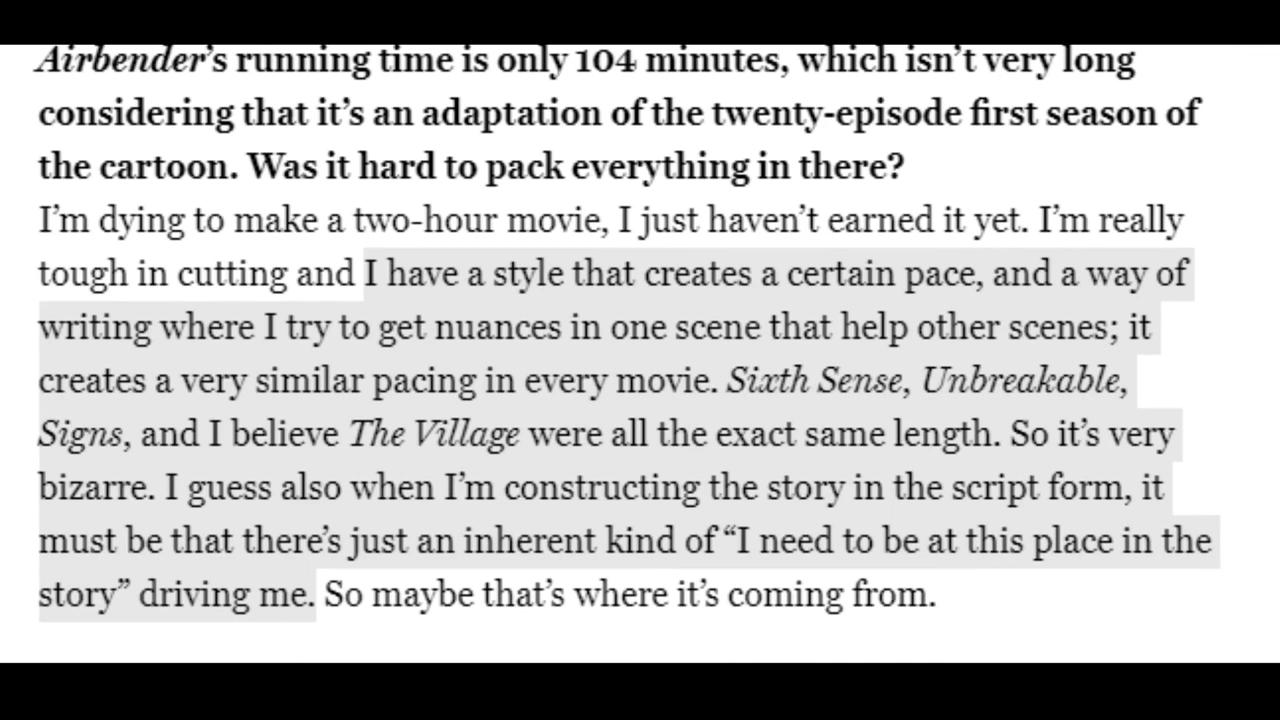 Airbender’s running time is only 104 minutes, which isn’t very long
considering that it’s an adaptation of the twenty-episode first season of
the cartoon. Was it hard to pack everything in there?
I’m dying to make a two-hour movie, I just haven’t earned it yet. I’m really
tough in cutting and I have a style that creates a certain pace, and a way of
writing where I try to get nuances in one scene that help other scenes; it
creates a very similar pacing in every movie. Sixth Sense, Unbreakable,
Signs, and I believe The Village were all the exact same length. So it’s very
bizarre. I guess also when I’m constructing the story in the script form, it
must be that there’s just an inherent kind of “I need to be at this place in the
story” driving me. So maybe that’s where it’s coming from.